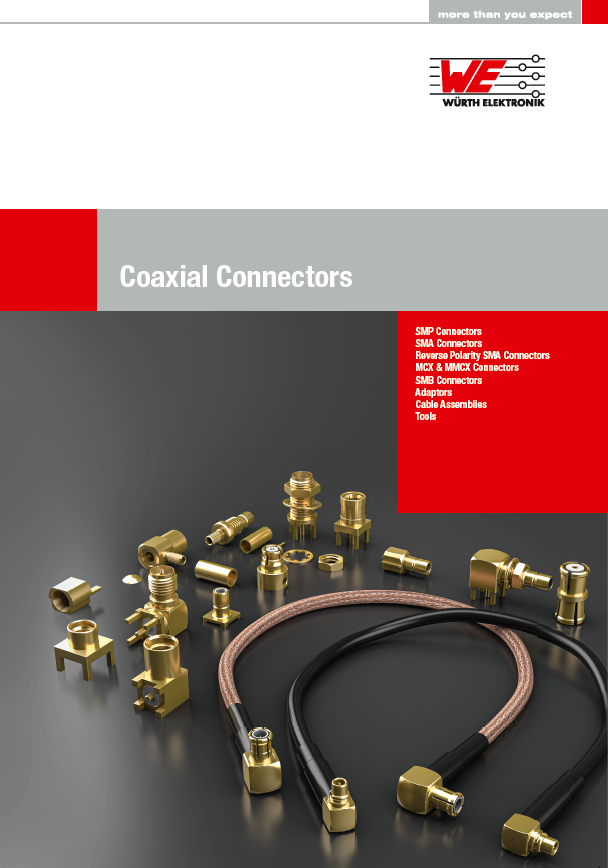 more than you expect
WÜRTH ELEKTRONIK
Coaxial Connectors
SMP Connectors
SMA Connectors
Reverse Polarity SMA Connectors
MCX & MMCX Connectors
SMB Connectors
Adaptors
Cable Assemblies
Tools